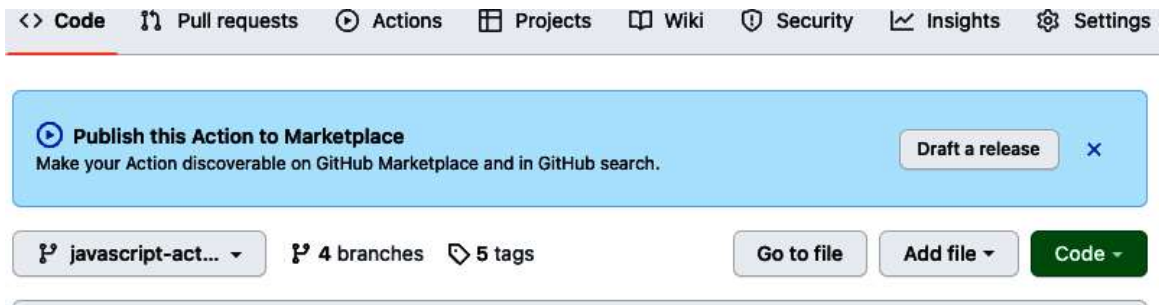 <> Code Pull requests Actions Projects Wiki Security Insights Settings
Publish this Action to Marketplace
Make your Action discoverable on GitHub Marketplace and in GitHub search.
Draft a release ×
javascript-act... 4 branches 5 tags Go to file Add file Code